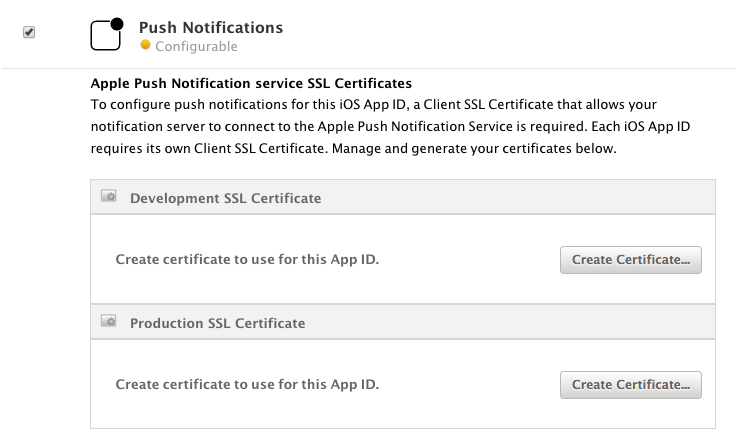 Push Notifications
Configurable
Apple Push Notification service SSL Certificates
To configure push notifications for this iOS App ID, a Client SSL Certificate that allows your
notification server to connect to the Apple Push Notification Service is required. Each iOS App ID
requires its own Client SSL Certificate. Manage and generate your certificates below.
Development SSL Certificate
Create certificate to use for this App ID.
Create Certificate...
Production SSL Certificate
Create certificate to use for this App ID.
Create Certificate...